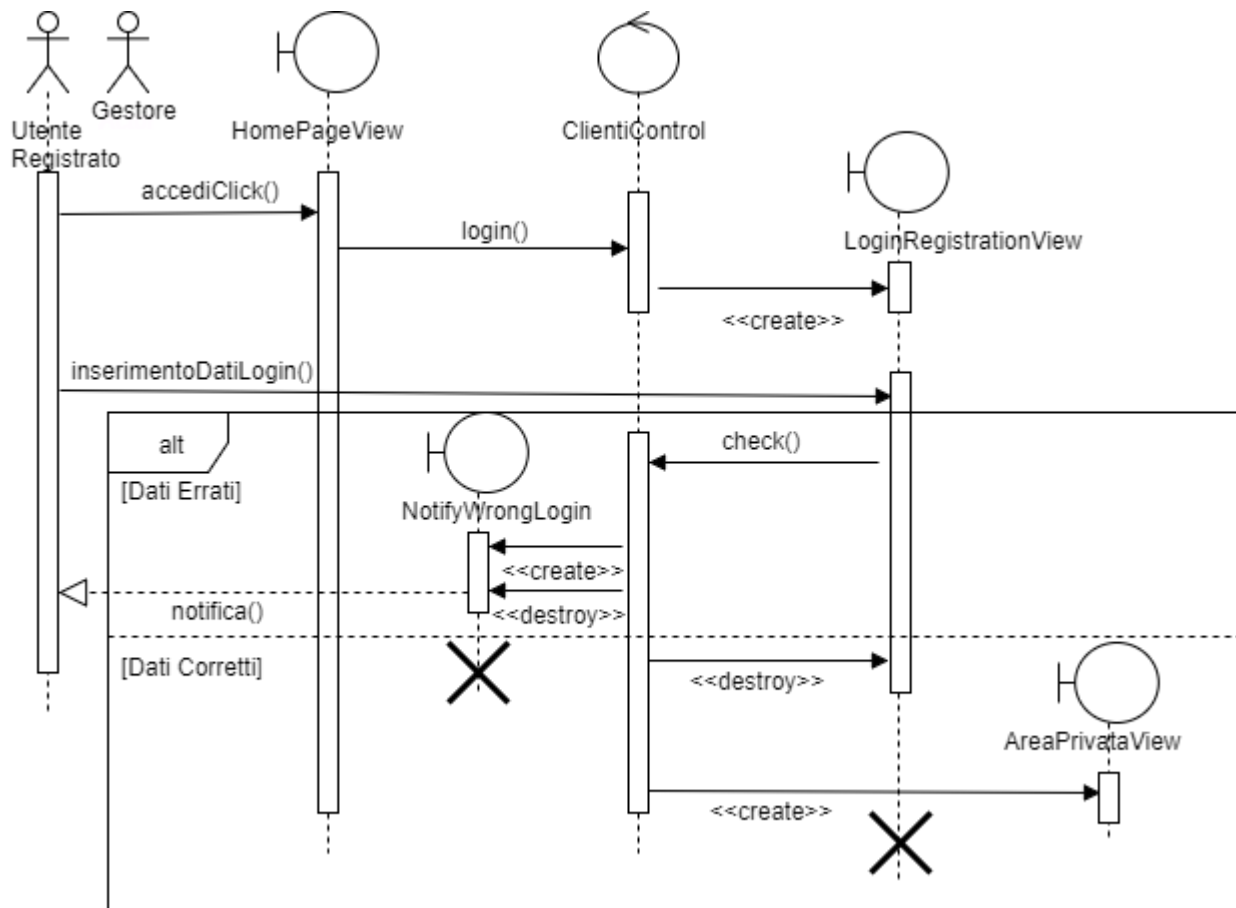 Gestore
Utente
Registrato
HomePageView
ClientiControl
accediClick()
login()
LoginRegistrationView
<<create>>
inserimentoDatiLogin()
alt
check()
[Dati Errati]
NotifyWrongLogin
<<create>>
notifica()
<<destroy>>
[Dati Corretti]
<<destroy>>
AreaPrivataView
<<create>>